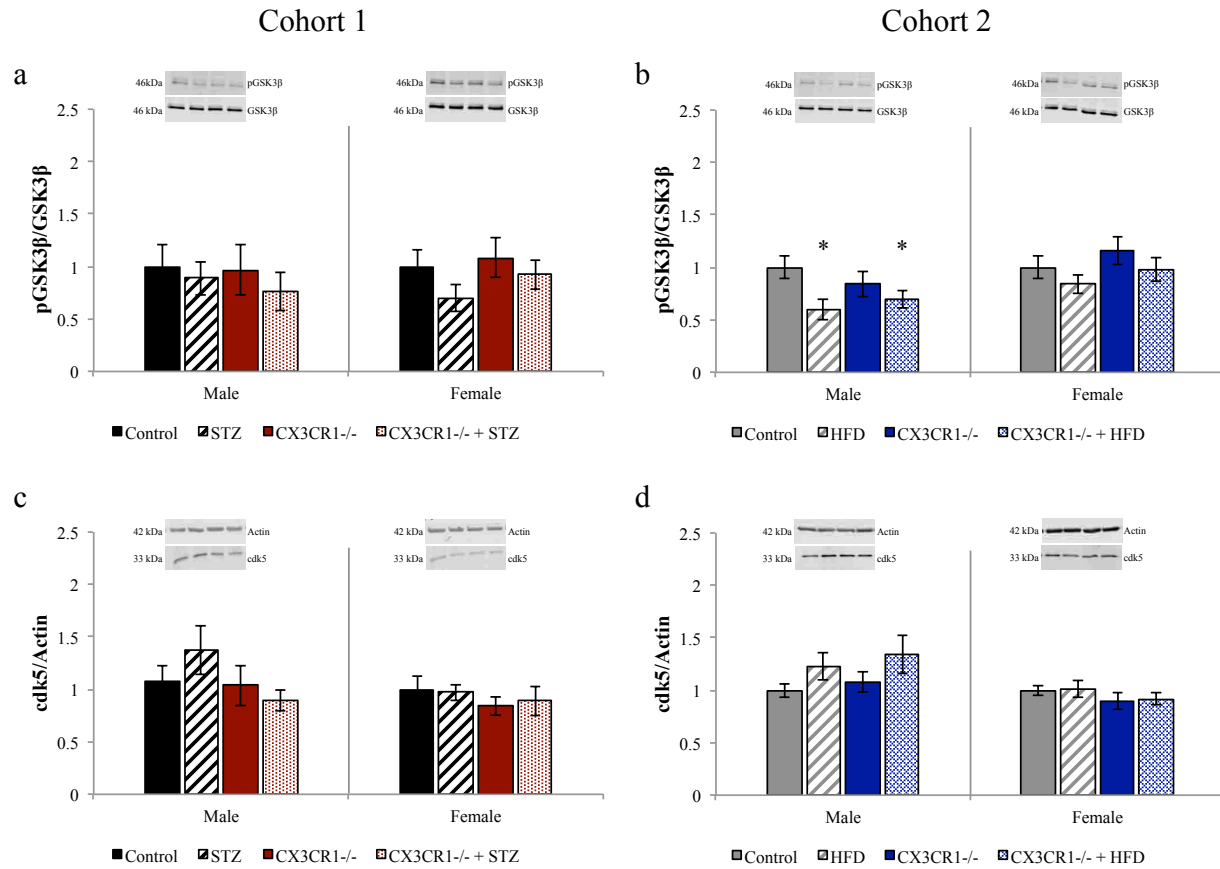 Cohort 1
Cohort 2
a
46kDa pGSK3β
46 kDa GSK3β
46kDa pGSK3β
46 kDa GSK3β
pGSK3β/GSK3β
2.5
2
1.5
1
0.5
0
Male Female
Control STZ CX3CR1-/- CX3CR1-/- + STZ
b
46kDa pGSK3β
46 kDa GSK3β
46kDa pGSK3β
46 kDa GSK3β
pGSK3β/GSK3β
2.5
2
1.5
1
0.5
0
* *
Male Female
Control HFD CX3CR1-/- CX3CR1-/- + HFD
c
42 kDa Actin
33 kDa cdk5
42 kDa Actin
33 kDa cdk5
cdk5/Actin
2.5
2
1.5
1
0.5
0
Male Female
Control STZ CX3CR1-/- CX3CR1-/- + STZ
d
42 kDa Actin
33 kDa cdk5
42 kDa Actin
33 kDa cdk5
cdk5/Actin
2.5
2
1.5
1
0.5
0
Male Female
Control HFD CX3CR1-/- CX3CR1-/- + HFD